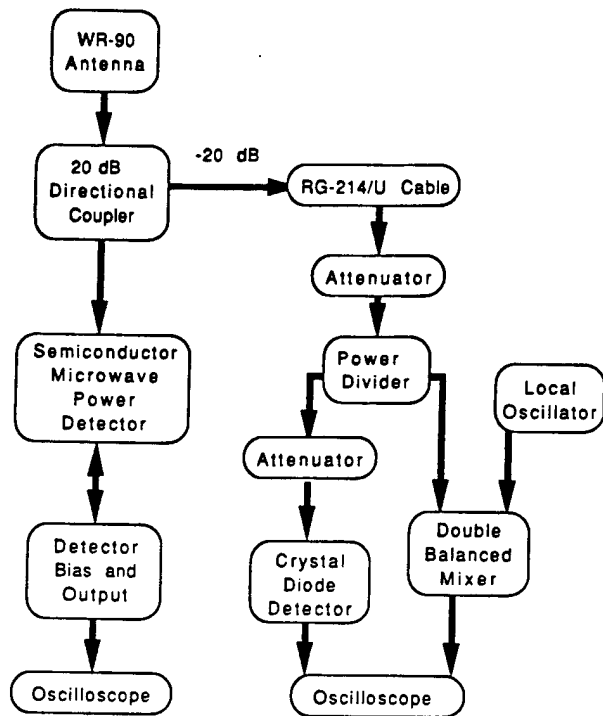 WR-90
Antenna
20 dB
Directional
Coupler
-20 dB
RG-214/U Cable
Attenuator
Semiconductor
Microwave
Power
Detector
Power
Divider
Local
Oscillator
Attenuator
Detector
Bias and
Output
Crystal
Diode
Detector
Double
Balanced
Mixer
Oscilloscope
Oscilloscope